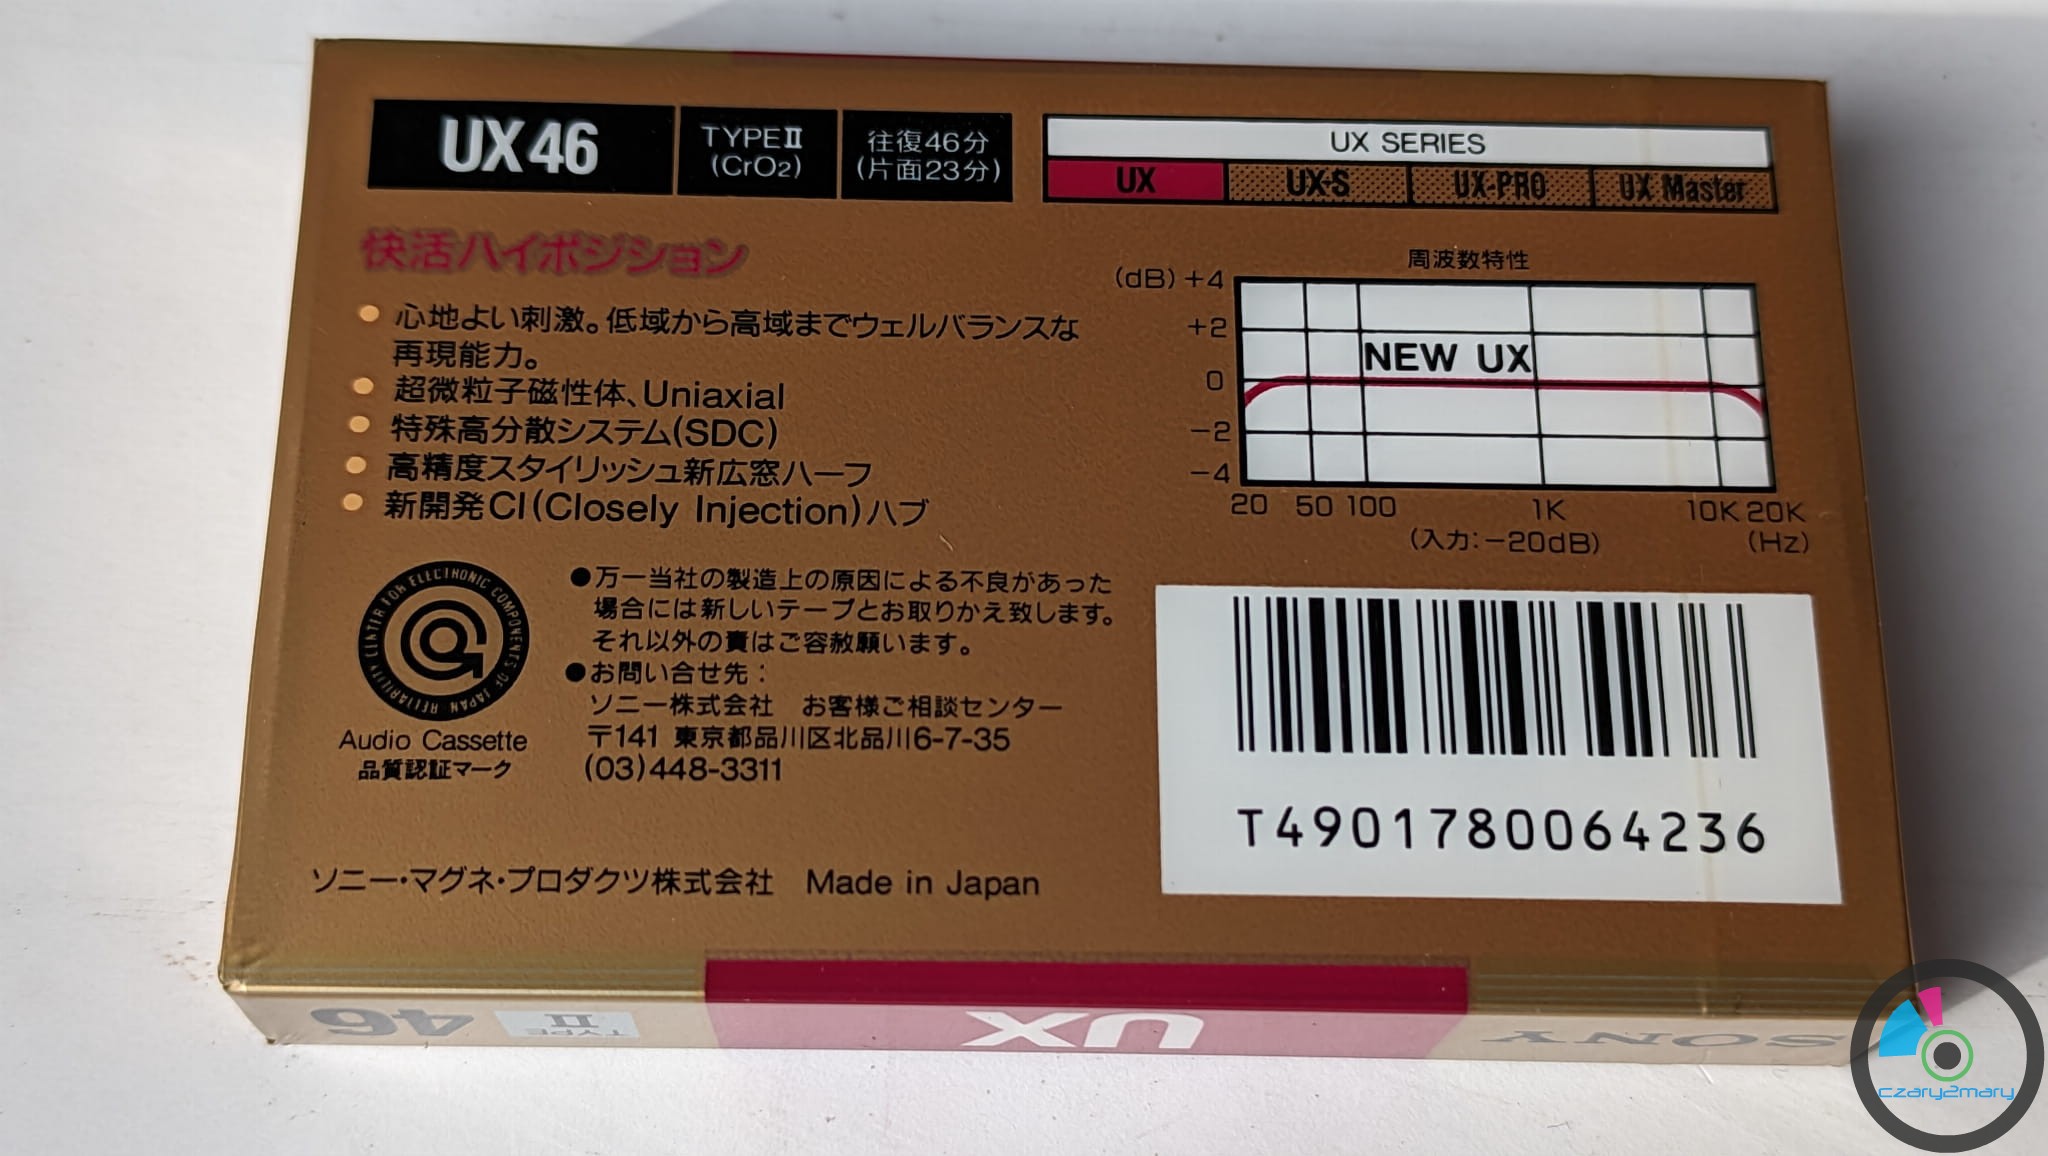 UX46
TYPEⅡ
(CrO2)
往復46分
(片面23分)
UX SERIES
UX UX-S UX-PRO UX Master
快活ハイポジション
心地よい刺激。低域から高域までウェルバランスな
再現能力。
超微粒子磁性体、Uniaxial
特殊高分散システム(SDC)
高精度スタイリッシュ新広窓ハーフ
新開発CI(Closely Injection)ハブ
周波数特性
(dB) +4
+2
0
-2
-4
NEW UX
20 50 100 1K 10K 20K
(入力:-20dB) (Hz)
RELIABILITY CENTER FOR ELECTRONIC COMPONENTS OF JAPAN
Audio Cassette
品質認証マーク
●万一当社の製造上の原因による不良があった
場合には新しいテープとお取りかえ致します。
それ以外の責はご容赦願います。
●お問い合せ先:
ソニー株式会社 お客様ご相談センター
〒141 東京都品川区北品川6-7-35
(03)448-3311
T4901780064236
ソニー・マグネ・プロダクツ株式会社 Made in Japan
46
TYPE
II
UX
SONY
czary2mary